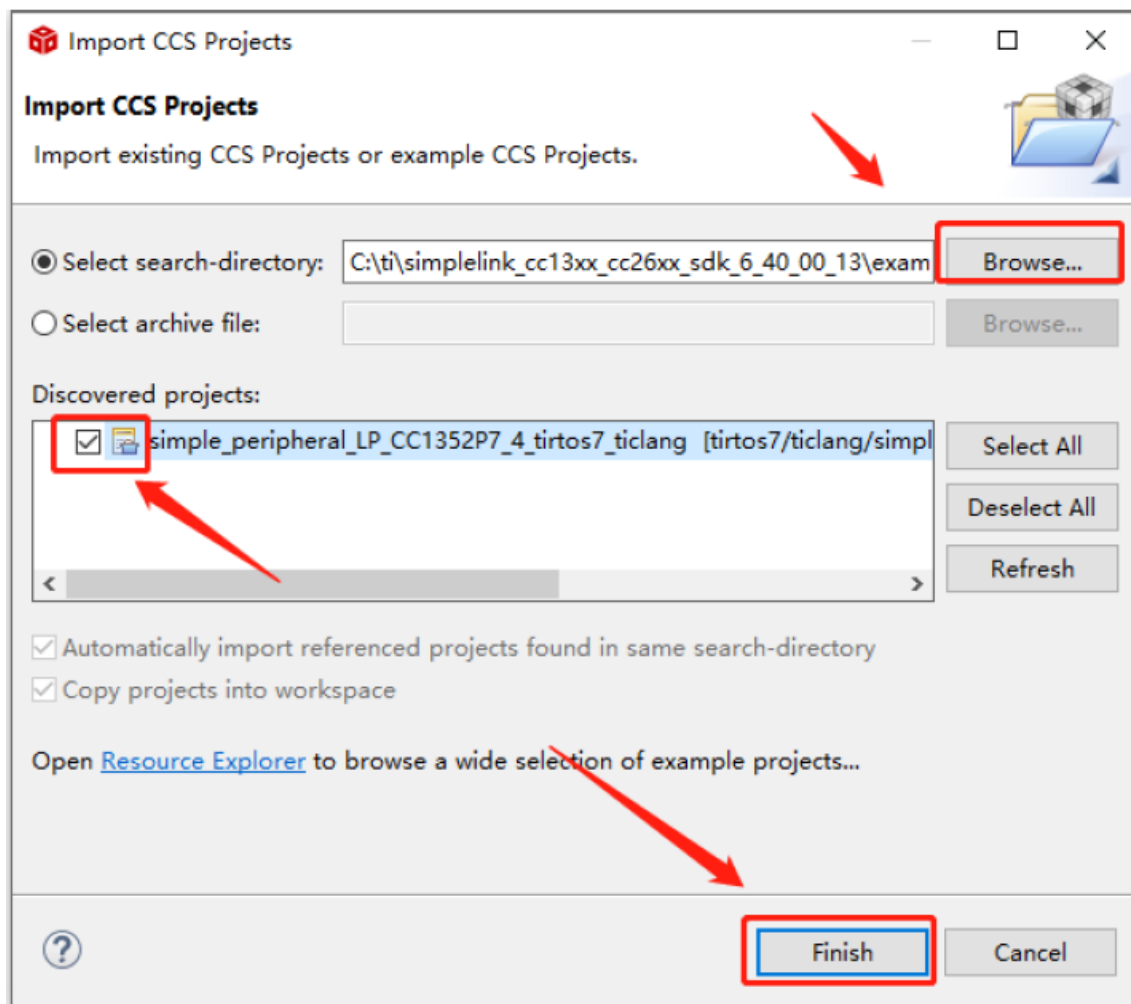 Import CCS Projects
Import CCS Projects
Import existing CCS Projects or example CCS Projects.
Select search-directory: C:\ti\simplelink_cc13xx_cc26xx_sdk_6_40_00_13\exam Browse...
Select archive file: Browse...
Discovered projects:
simple_peripheral_LP_CC1352P7_4_tirtos7_ticlang [tirtos7/ticlang/simpl Select All
Deselect All
Refresh
Automatically import referenced projects found in same search-directory
Copy projects into workspace
Open Resource Explorer to browse a wide selection of example projects...
? Finish Cancel